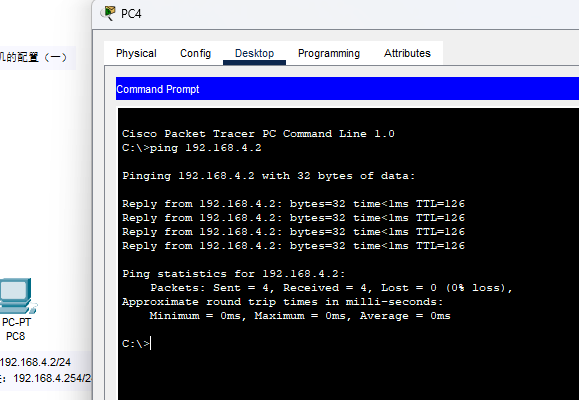 PC4
Physical Config Desktop Programming Attributes
机的配置（一）
Command Prompt
Cisco Packet Tracer PC Command Line 1.0
C:\>ping 192.168.4.2
Pinging 192.168.4.2 with 32 bytes of data:
Reply from 192.168.4.2: bytes=32 time<1ms TTL=126
Reply from 192.168.4.2: bytes=32 time<1ms TTL=126
Reply from 192.168.4.2: bytes=32 time<1ms TTL=126
Reply from 192.168.4.2: bytes=32 time<1ms TTL=126
Ping statistics for 192.168.4.2:
Packets: Sent = 4, Received = 4, Lost = 0 (0% loss),
Approximate round trip times in milli-seconds:
Minimum = 0ms, Maximum = 0ms, Average = 0ms
C:\>
PC-PT
PC8
192.168.4.2/24
: 192.168.4.254/2